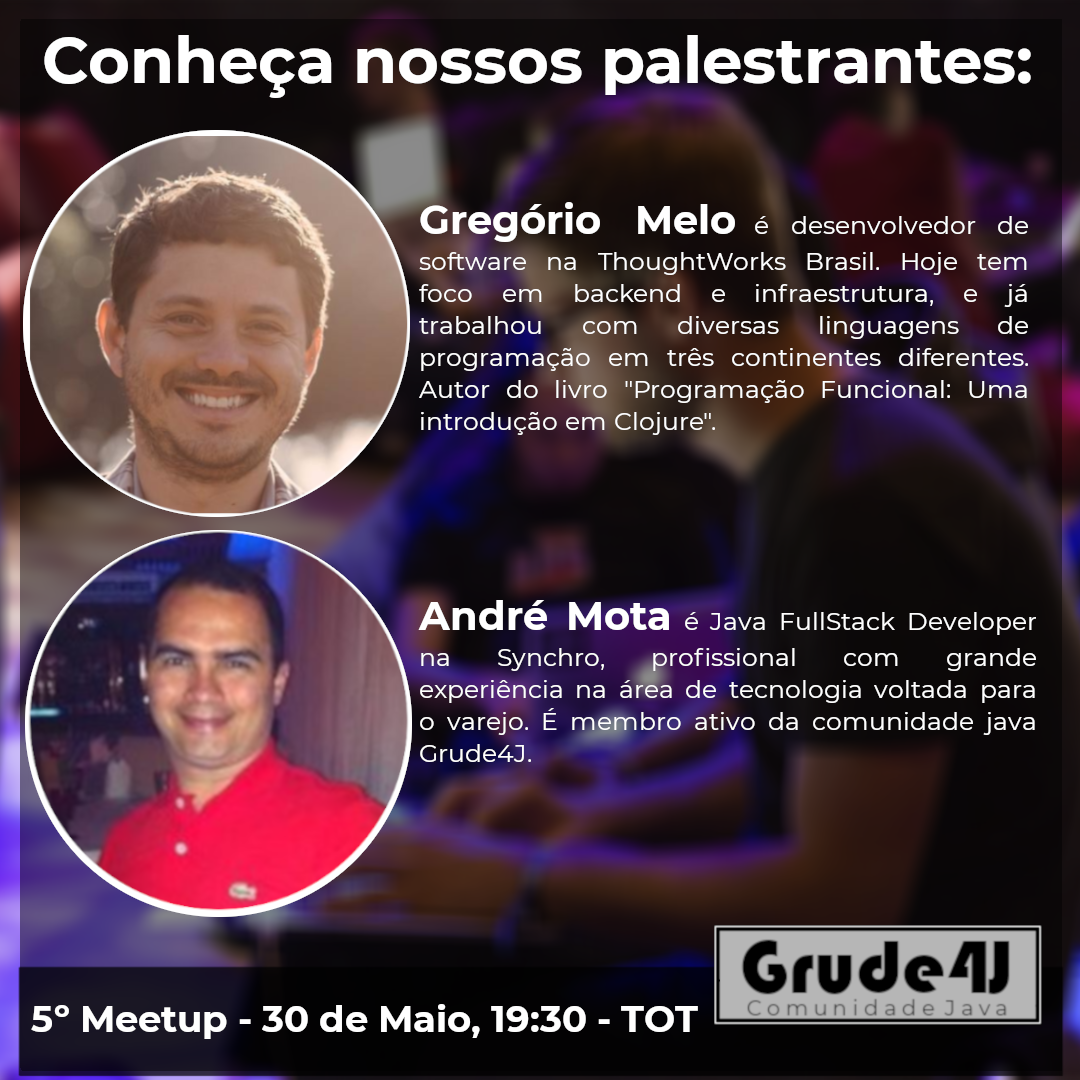 Conheça nossos palestrantes:
Gregório Melo é desenvolvedor de
software na ThoughtWorks Brasil. Hoje tem
foco em backend e infraestrutura, e já
trabalhou com diversas linguagens de
programação em três continentes diferentes.
Autor do livro "Programação Funcional: Uma
introdução em Clojure".
André Mota é Java FullStack Developer
na Synchro, profissional com grande
experiência na área de tecnologia voltada para
o varejo. É membro ativo da comunidade java
Grude4J.
Grude4J
Comunidade Java
5º Meetup - 30 de Maio, 19:30 - TOT